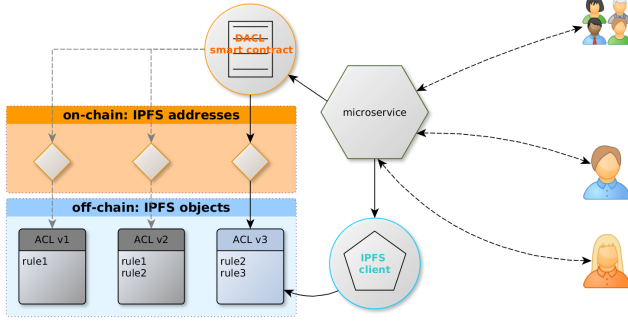 DACL
smart contract
microservice
on-chain: IPFS addresses
off-chain: IPFS objects
ACL v1
rule1
ACL v2
rule1
rule2
ACL v3
rule2
rule3
IPFS
client